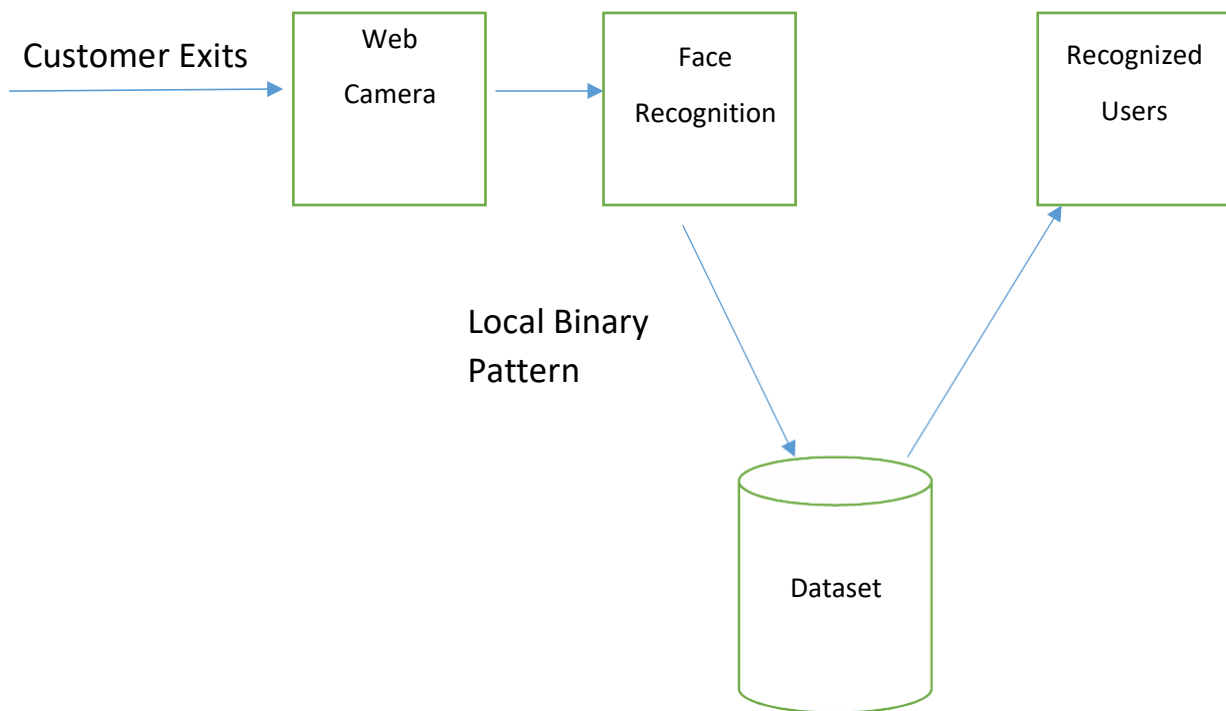 Customer Exits
Web
Camera
Face
Recognition
Recognized
Users
Local Binary
Pattern
Dataset